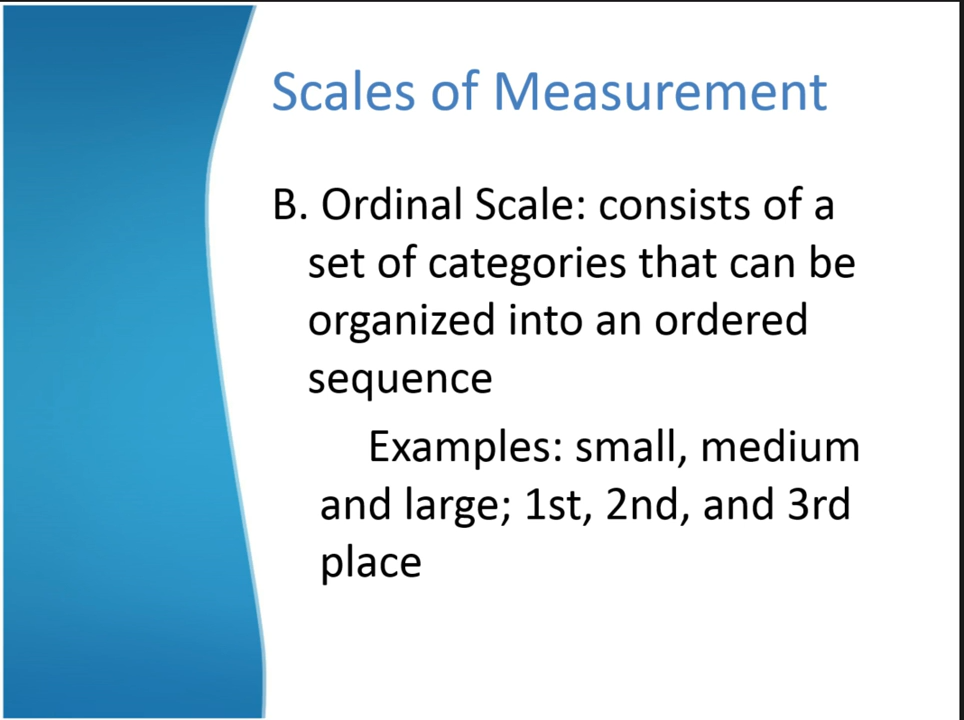 Scales of Measurement
B. Ordinal Scale: consists of a
set of categories that can be
organized into an ordered
sequence
Examples: small, medium
and large; 1st, 2nd, and 3rd
place